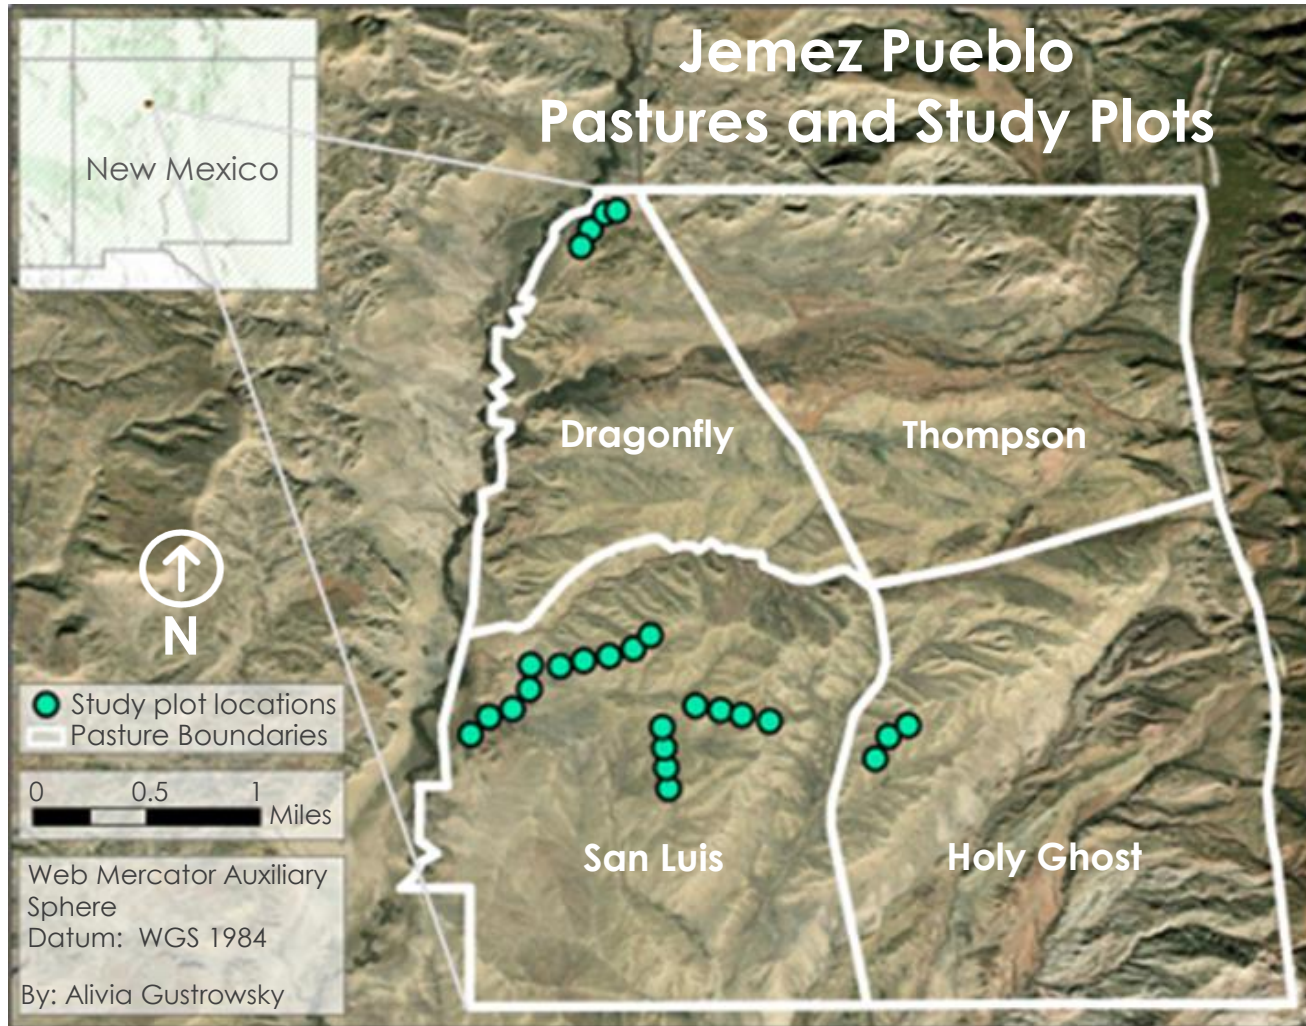 Jemez Pueblo
Pastures and Study Plots
New Mexico
Dragonfly
Thompson
N
Study plot locations
Pasture Boundaries
0 0.5 1
Miles
San Luis
Holy Ghost
Web Mercator Auxiliary
Sphere
Datum: WGS 1984
By: Alivia Gustrowsky